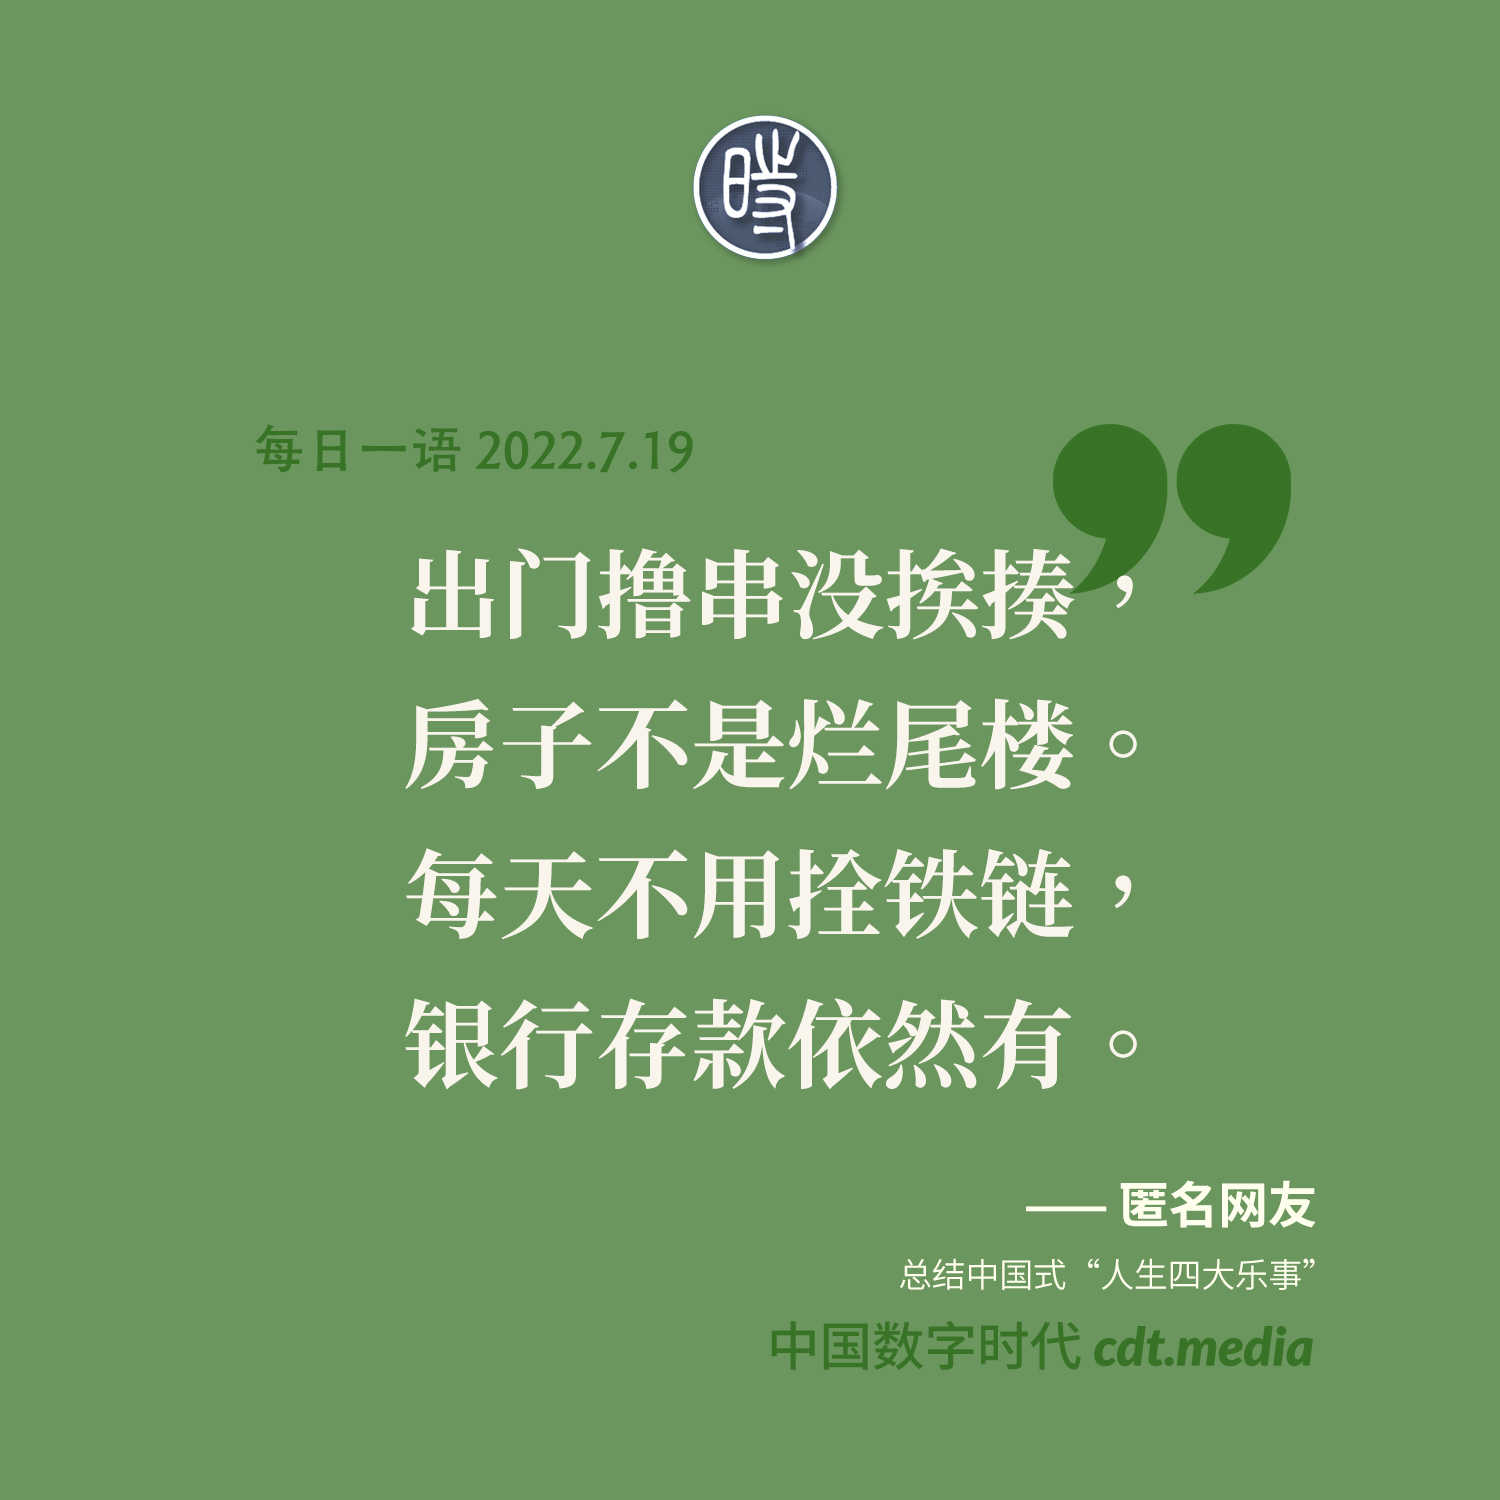 时
每日一语 2022.7.19
出门撸串没挨揍，
房子不是烂尾楼。
每天不用拴铁链，
银行存款依然有。
—— 匿名网友
总结中国式“人生四大乐事”
中国数字时代 cdt.media